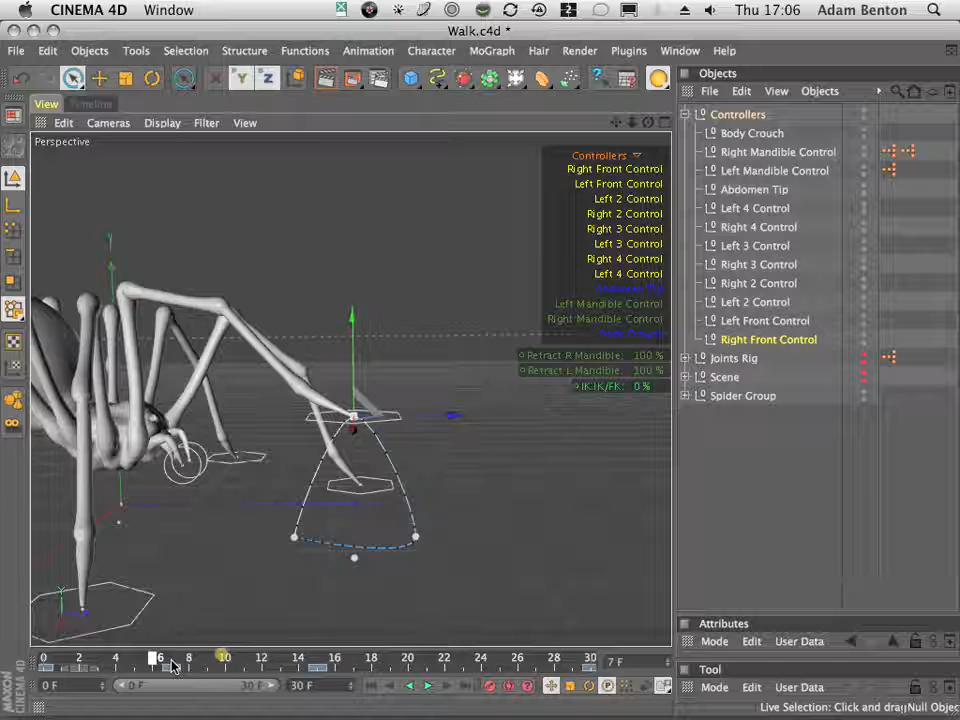 CINEMA 4D Window Thu 17:06 Adam Benton
Walk.c4d *
File Edit Objects Tools Selection Structure Functions Animation Character MoGraph Hair Render Plugins Window Help
View Timeline
Edit Cameras Display Filter View
Perspective
Controllers
Right Front Control
Left Front Control
Left 2 Control
Right 2 Control
Right 3 Control
Left 3 Control
Right 4 Control
Left 4 Control
Abdomen Tip
Left Mandible Control
Right Mandible Control
Body Crouch
Retract R Mandible: 100 %
Retract L Mandible: 100 %
IK/FK: 0 %
Y
0 2 4 6 8 10 12 14 16 18 20 22 24 26 28 30 7 F
0 F 0 F 30 F 30 F
MAXON
CINEMA 4D
Objects
File Edit View Objects
Controllers
Body Crouch
Right Mandible Control
Left Mandible Control
Abdomen Tip
Left 4 Control
Right 4 Control
Left 3 Control
Right 3 Control
Right 2 Control
Left 2 Control
Left Front Control
Right Front Control
Joints Rig
Scene
Spider Group
Attributes
Mode Edit User Data
Tool
Mode Edit User Data
Live Selection: Click and drag